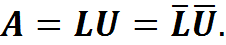 A = LU = L̅U̅.